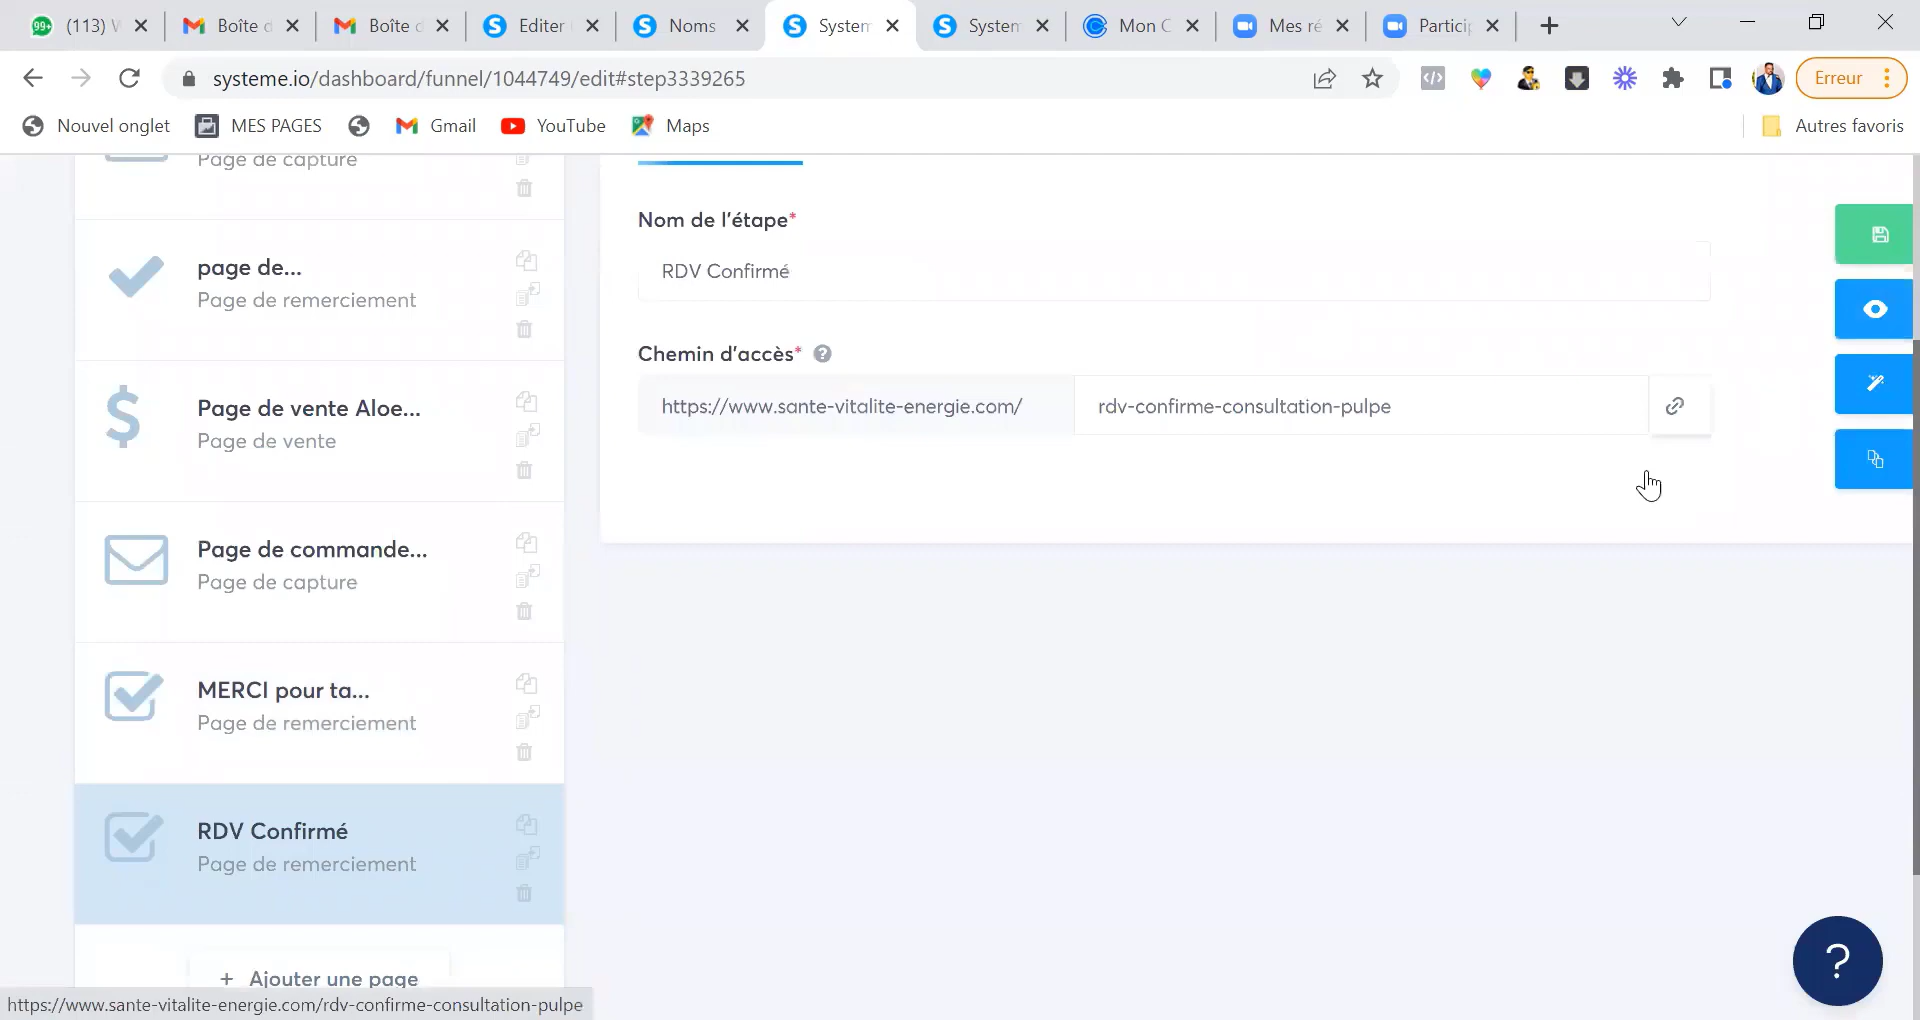 99+
(113) W
Boîte d
Boîte d
Editer
Noms
System
System
Mon C
Mes ré
Particip
systeme.io/dashboard/funnel/1044749/edit#step3339265
Erreur
Nouvel onglet
MES PAGES
Gmail
YouTube
Maps
Autres favoris
Page de capture
page de...
Page de remerciement
Page de vente Aloe...
Page de vente
Page de commande...
Page de capture
MERCI pour ta...
Page de remerciement
RDV Confirmé
Page de remerciement
+ Ajouter une page
Nom de l'étape*
RDV Confirmé
Chemin d'accès* ?
https://www.sante-vitalite-energie.com/
rdv-confirme-consultation-pulpe
?
https://www.sante-vitalite-energie.com/rdv-confirme-consultation-pulpe